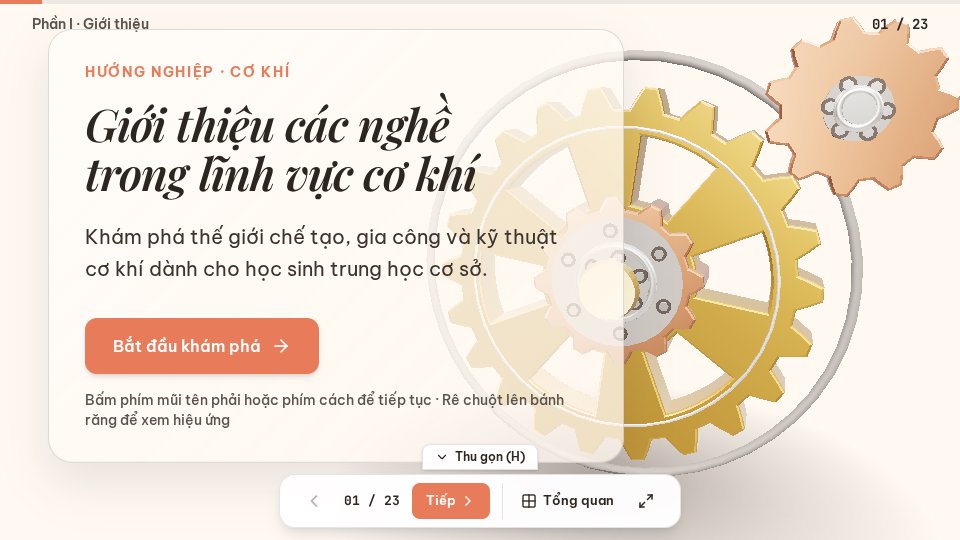 Phần I · Giới thiệu
01 / 23
HƯỚNG NGHIỆP · CƠ KHÍ
Giới thiệu các nghề
trong lĩnh vực cơ khí
Khám phá thế giới chế tạo, gia công và kỹ thuật
cơ khí dành cho học sinh trung học cơ sở.
Bắt đầu khám phá
Bấm phím mũi tên phải hoặc phím cách để tiếp tục · Rê chuột lên bánh
răng để xem hiệu ứng
Thu gọn (H)
01 / 23
Tiếp
Tổng quan